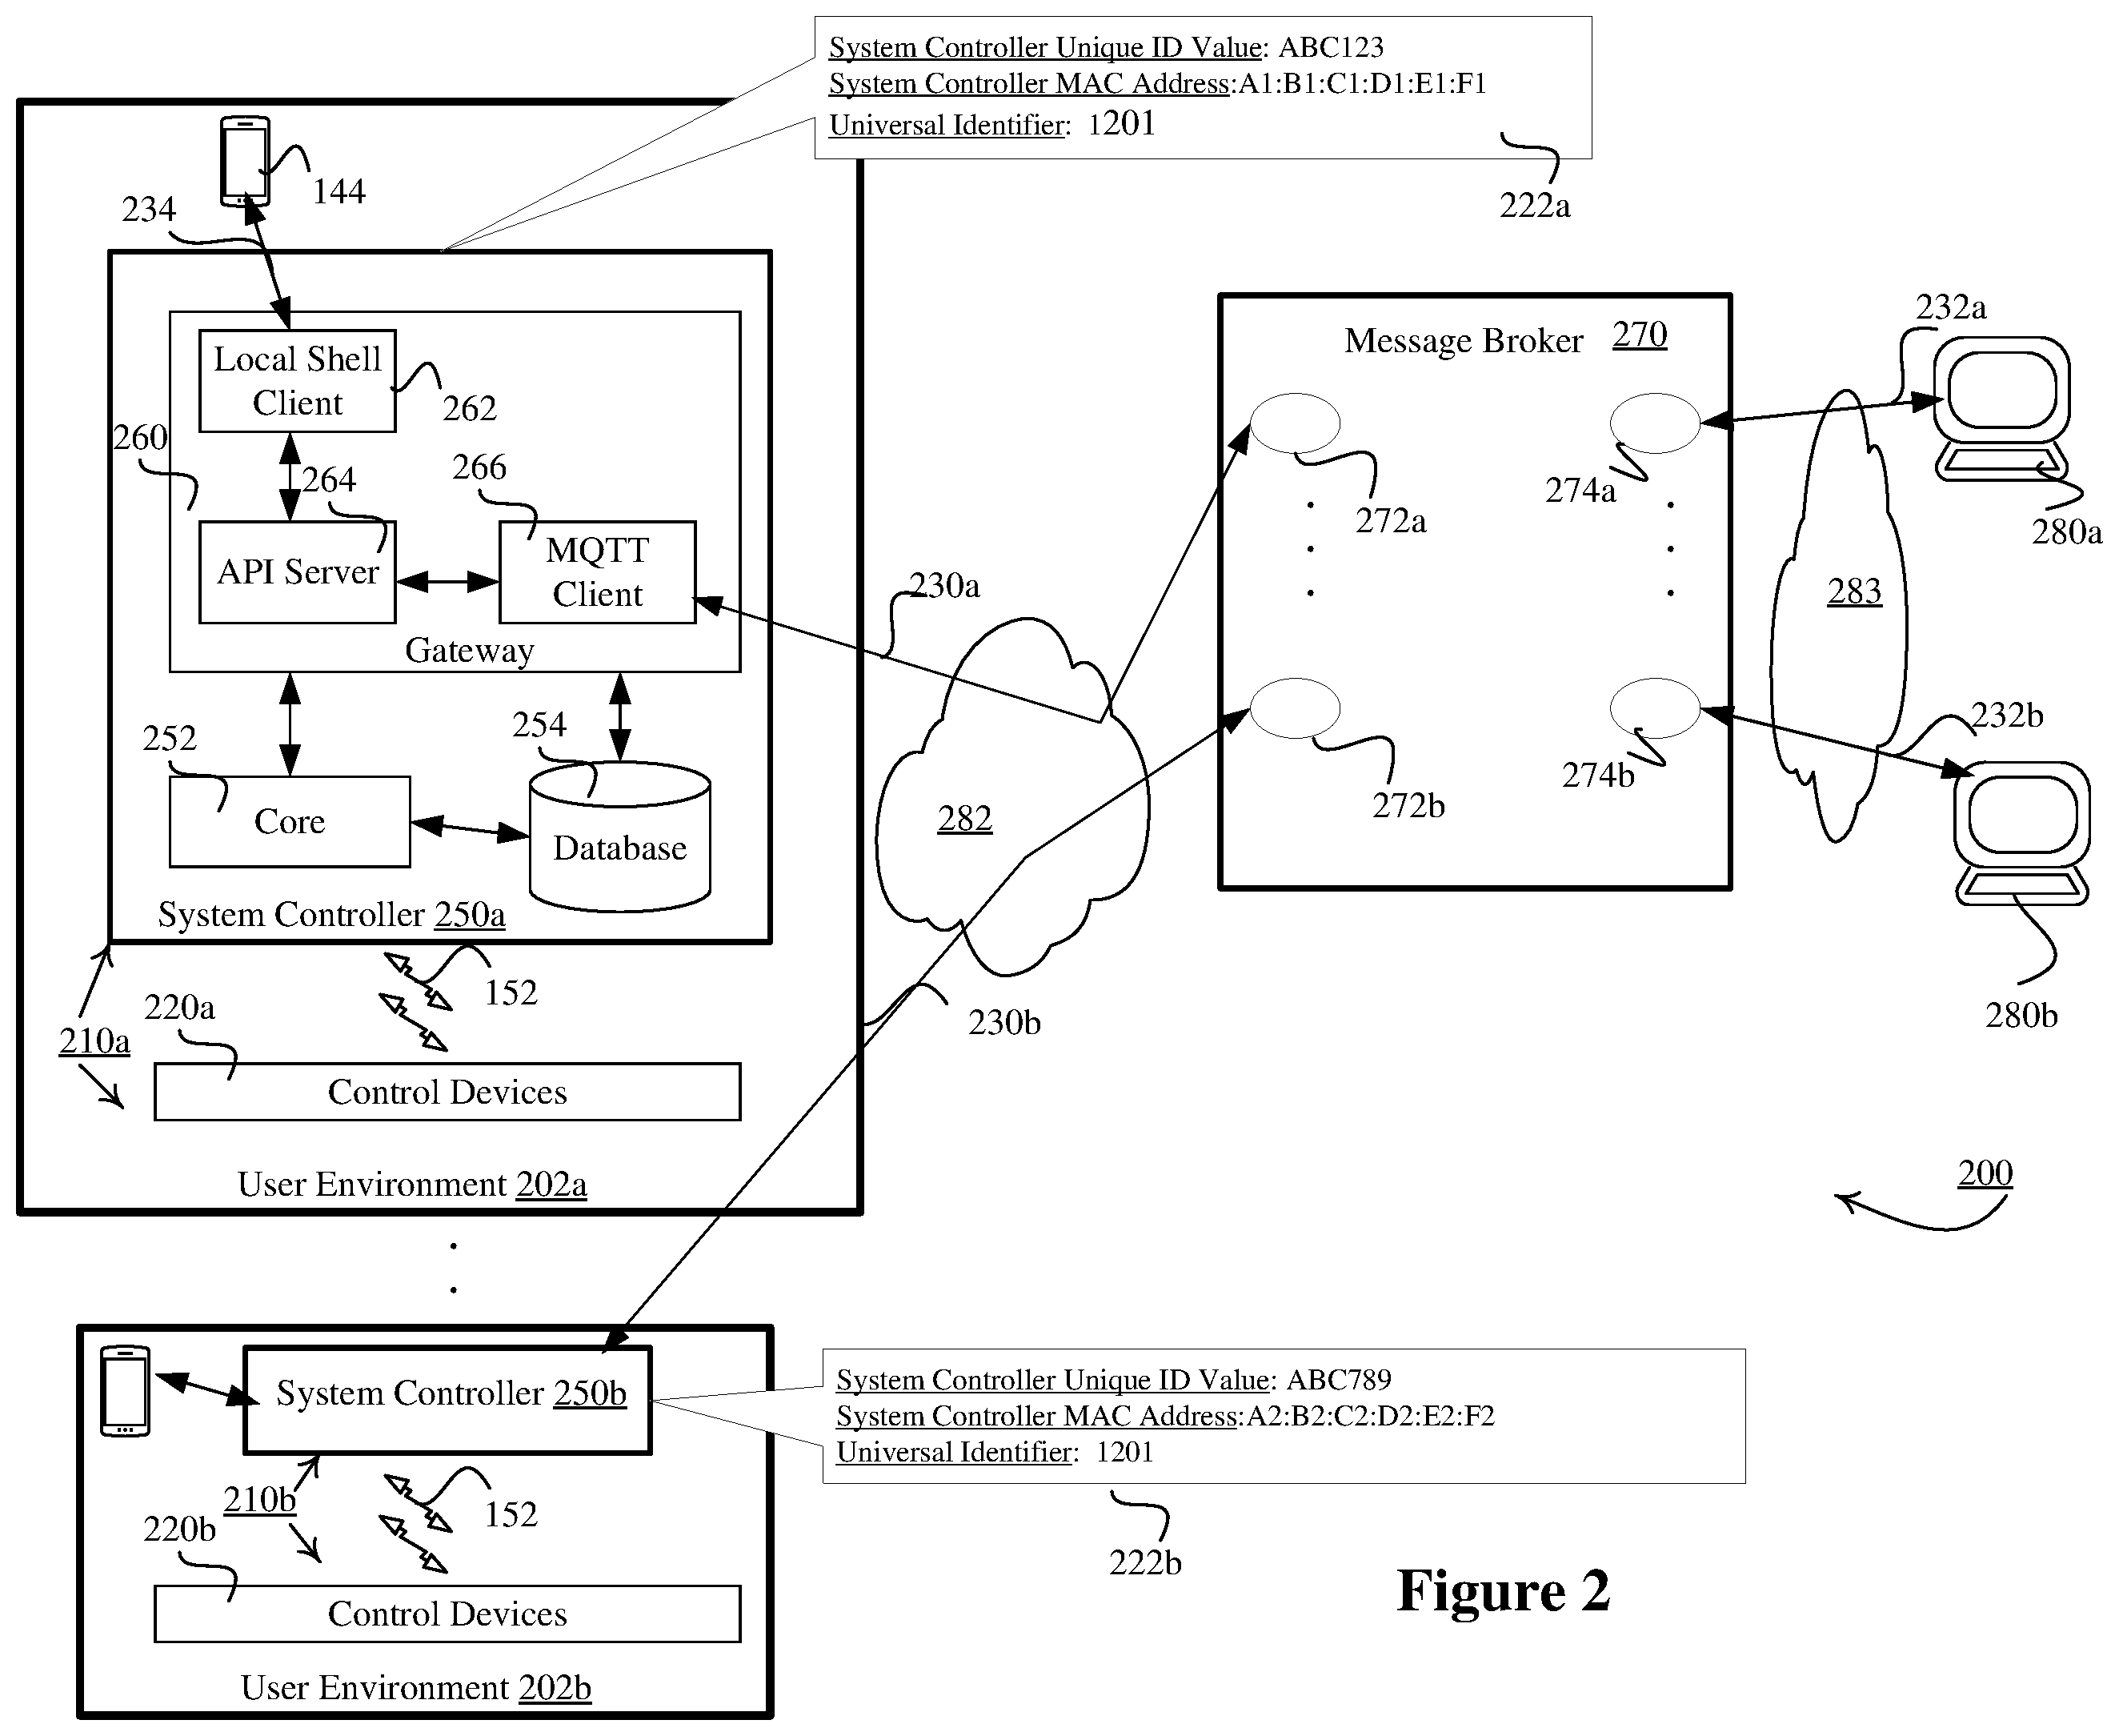 System Controller Unique ID Value: ABC123
System Controller MAC Address:A1:B1:C1:D1:E1:F1
Universal Identifier: 1201
222a
144
234
Local Shell
Client
262
260
264
266
API Server
MQTT
Client
Gateway
252
254
Core
Database
System Controller 250a
152
220a
210a
Control Devices
User Environment 202a
230a
282
230b
Message Broker 270
272a
274a
272b
274b
232a
280a
283
232b
280b
200
System Controller 250b
System Controller Unique ID Value: ABC789
System Controller MAC Address:A2:B2:C2:D2:E2:F2
Universal Identifier: 1201
222b
210b
152
220b
Control Devices
User Environment 202b
Figure 2